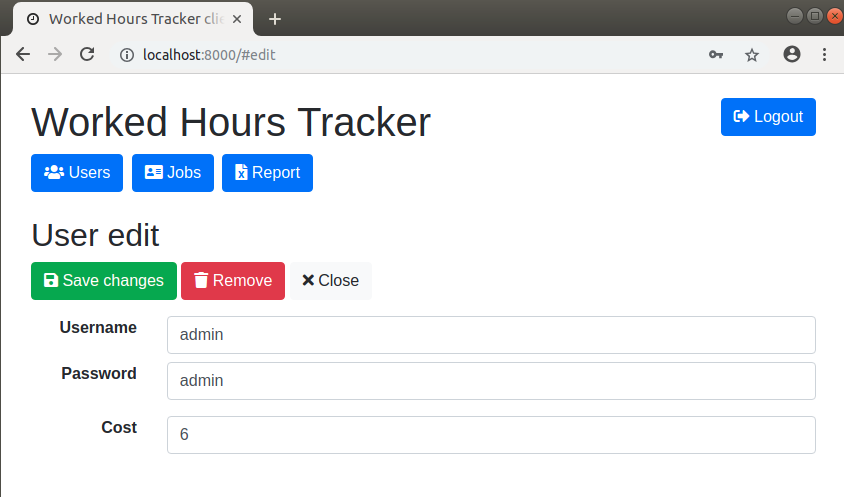 Worked Hours Tracker clie
localhost:8000/#edit
Worked Hours Tracker
Logout
Users Jobs Report
User edit
Save changes Remove Close
Username admin
Password admin
Cost 6